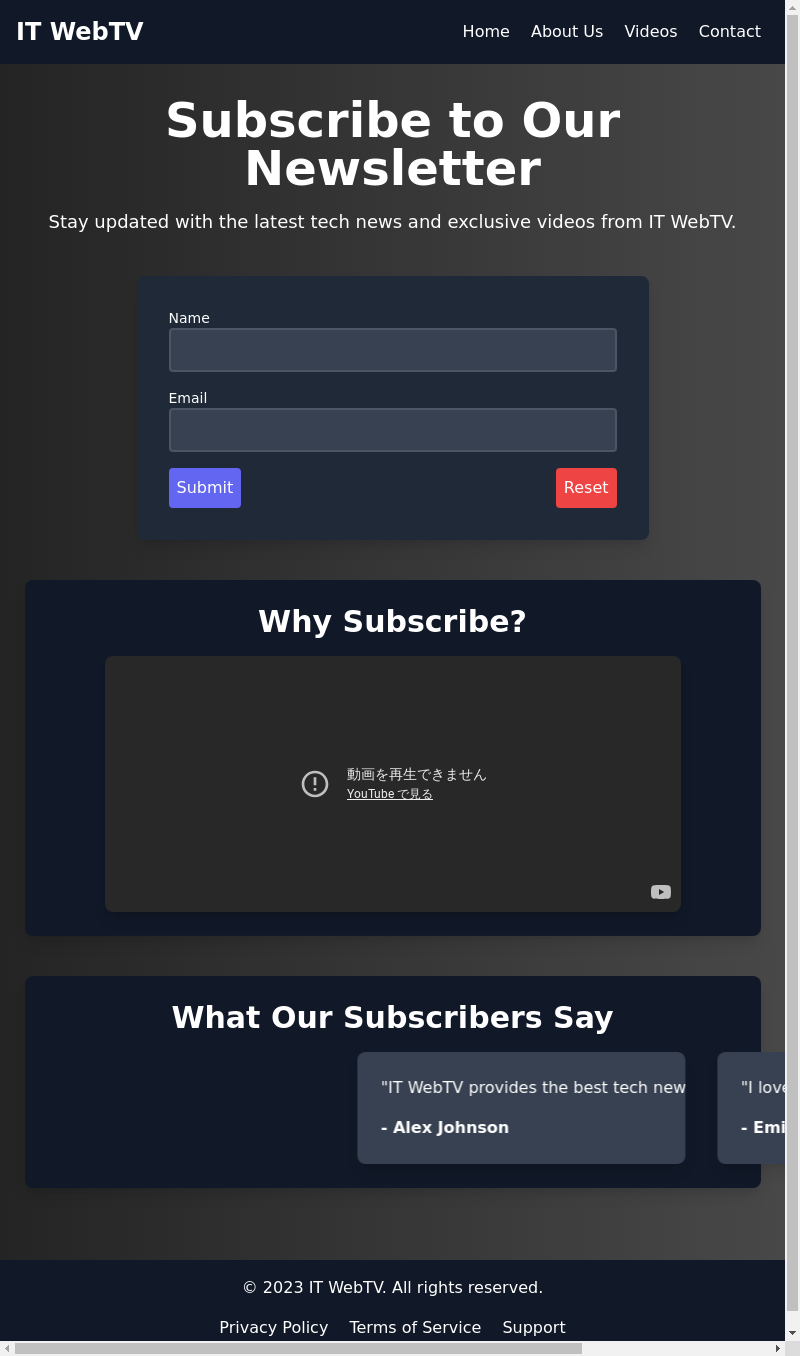 IT WebTV
Home About Us Videos Contact
Subscribe to Our
Newsletter
Stay updated with the latest tech news and exclusive videos from IT WebTV.
Name
Email
Submit Reset
Why Subscribe?
動画を再生できません
YouTube で見る
What Our Subscribers Say
"IT WebTV provides the best tech new
- Alex Johnson
"I love
- Emi
© 2023 IT WebTV. All rights reserved.
Privacy Policy Terms of Service Support